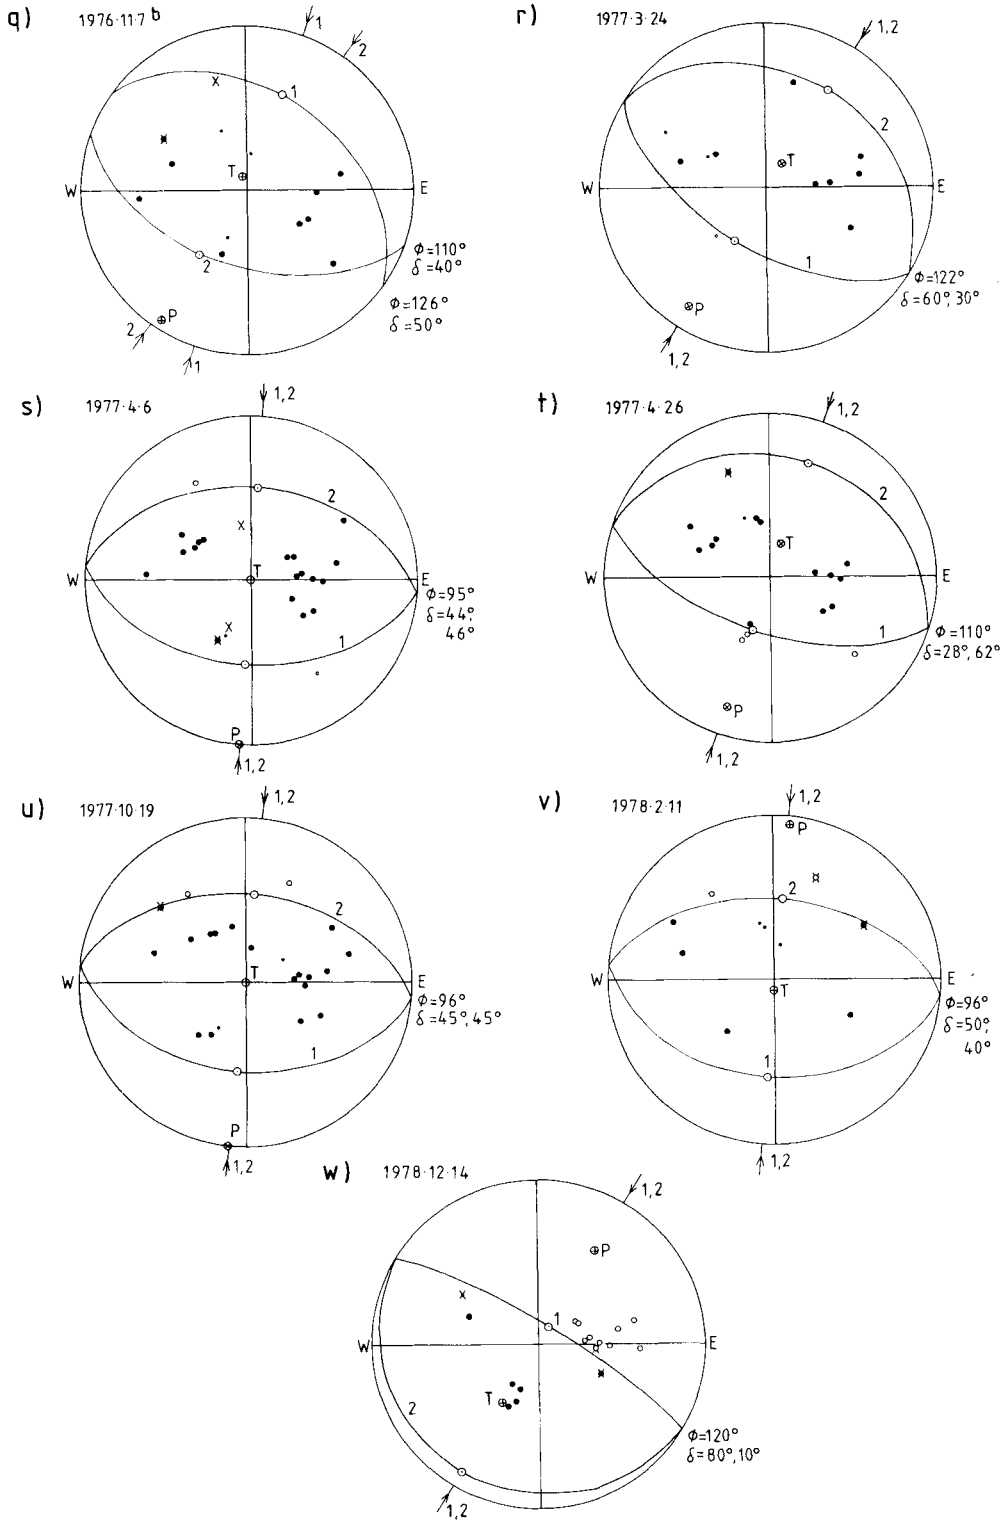 q) 1976·11·7 b
1
2
1
T
W
E
2
φ=110°
δ=40°
φ=126°
δ=50°
P
2
1
r) 1977·3·24
1,2
2
T
W
E
1
φ=122°
δ=60°,30°
P
1,2
s) 1977·4·6
1,2
2
T
W
E
φ=95°
δ=44°,
46°
1
P
1,2
t) 1977·4·26
1,2
2
T
W
E
1
φ=110°
δ=28°,62°
P
1,2
u) 1977·10·19
1,2
2
T
W
E
φ=96°
δ=45°,45°
1
P
1,2
v) 1978·2·11
1,2
P
2
W
E
T
φ=96°
δ=50°,
40°
1
1,2
w) 1978·12·14
1,2
P
1
W
E
T
2
φ=120°
δ=80°,10°
1,2